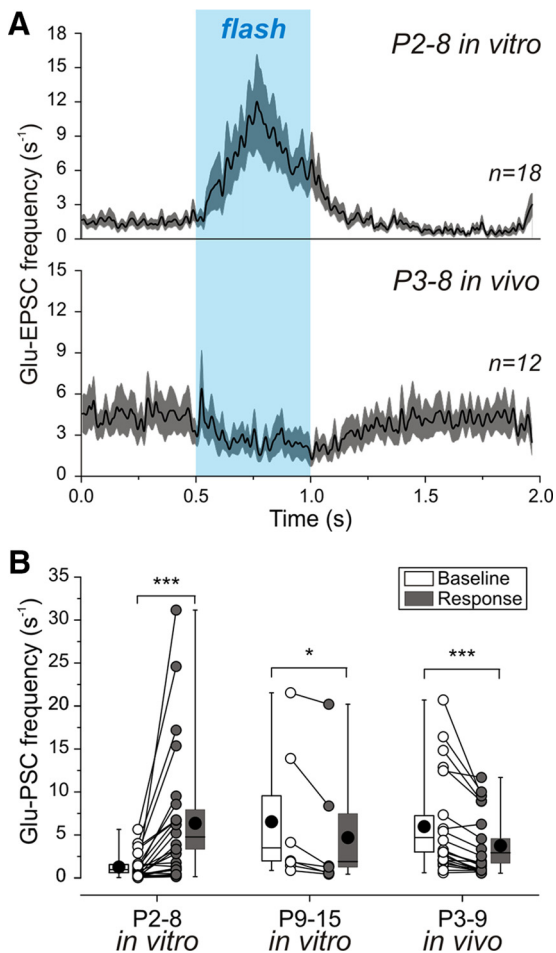 A
flash
P2-8 in vitro
n=18
18
15
12
9
6
3
0
Glu-EPSC frequency (s-1)
P3-8 in vivo
n=12
15
12
9
6
3
0
0.0 0.5 1.0 1.5 2.0
Time (s)
B
Baseline
Response
*** * ***
35
30
25
20
15
10
5
0
Glu-PSC frequency (s-1)
P2-8 P9-15 P3-9
in vitro in vitro in vivo